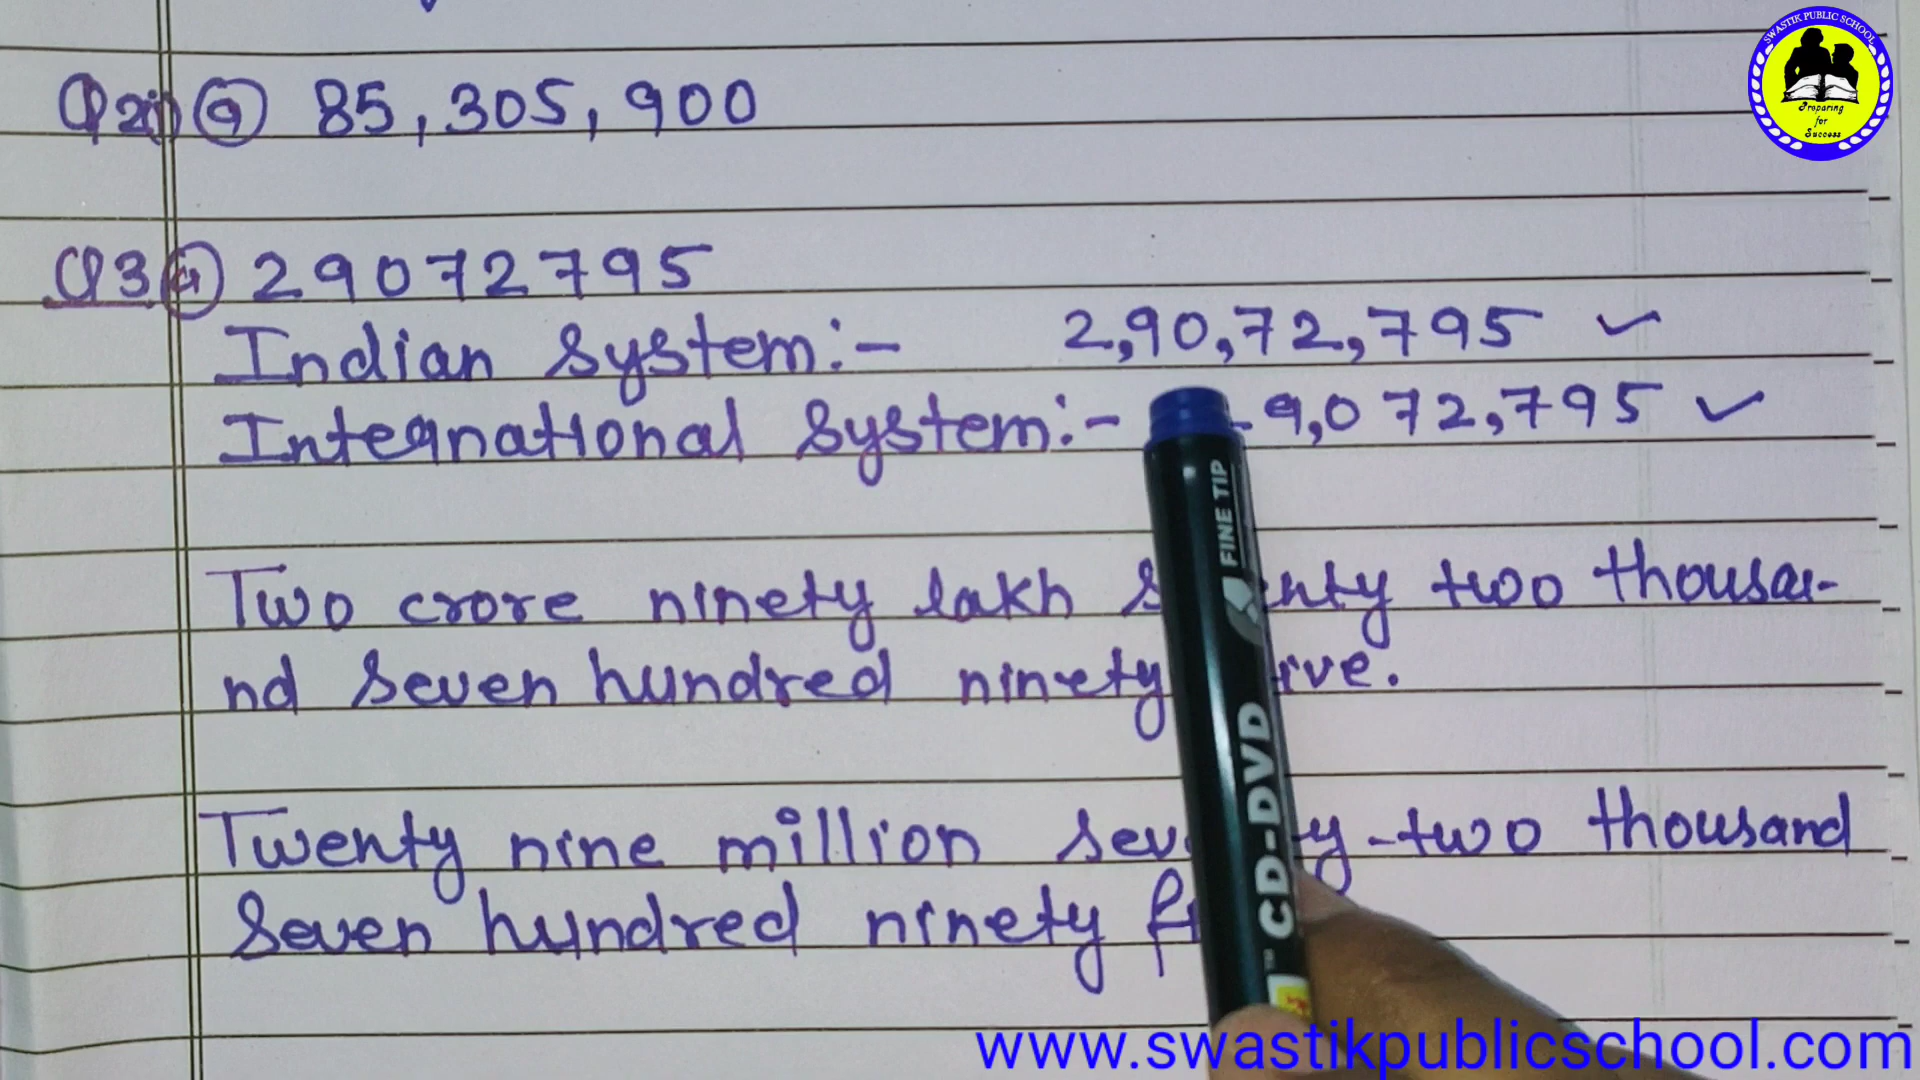 SWASTIK PUBLIC SCHOOL
Preparing
for
Success
a 85,305,900
Q3 a 29072795
Indian System:- 2,90,72,795 ✓
International System:- 9,072,795 ✓
FINE TIP
Two crore ninety lakh two thousa-
nd Seven hundred ninety
CD-DVD
Twenty nine million -two thousand
Seven hundred ninety
www.swastikpublicschool.com